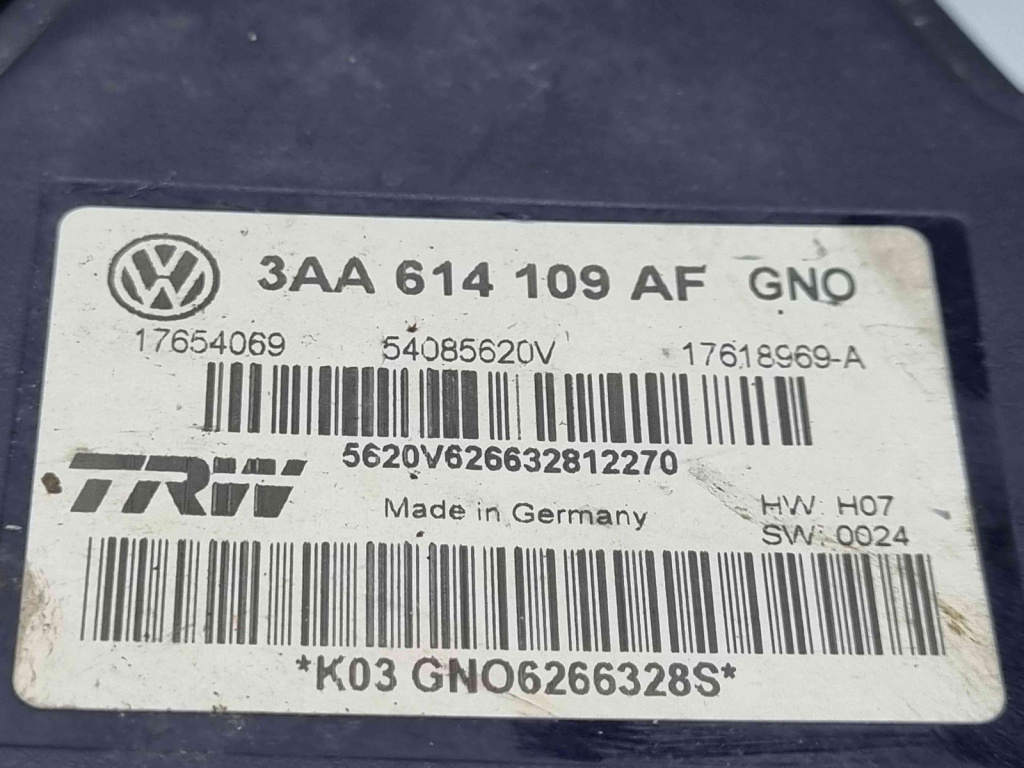 3AA 614 109 AF GNO
17654069 54085620V 17618969-A
5620V626632812270
TRW
Made in Germany
HW: H07
SW: 0024
*K03 GNO6266328S*